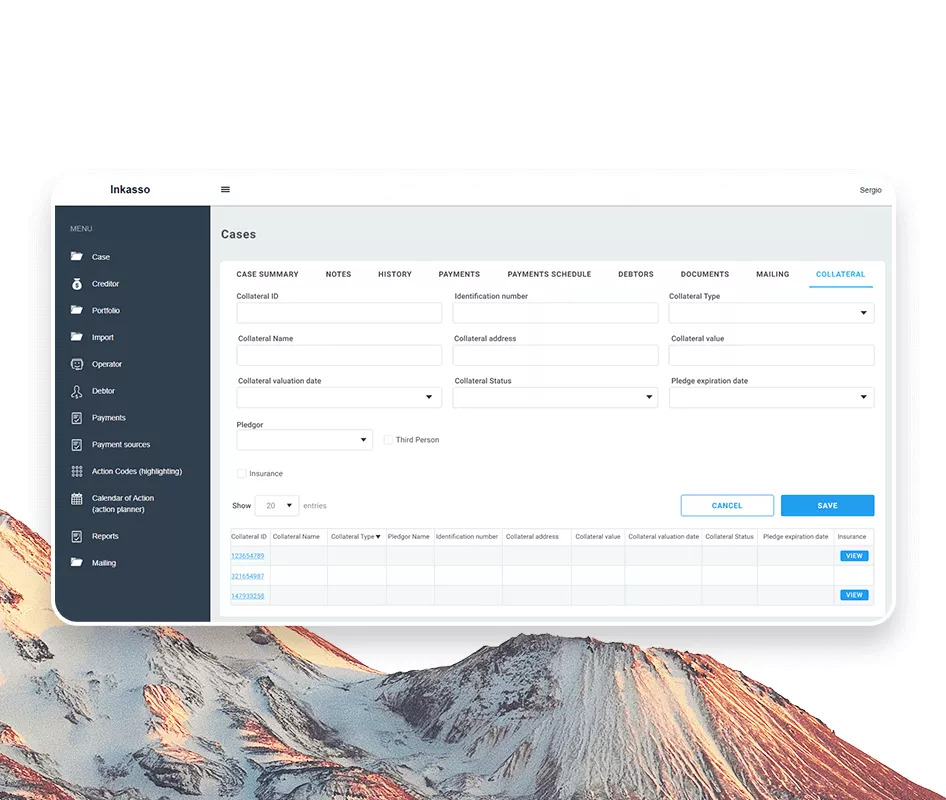 Inkasso
Sergio
MENU
Case
Creditor
Portfolio
Import
Operator
Debtor
Payments
Payment sources
Action Codes (highlighting)
Calendar of Action
(action planner)
Reports
Mailing
Cases
CASE SUMMARY NOTES HISTORY PAYMENTS PAYMENTS SCHEDULE DEBTORS DOCUMENTS MAILING COLLATERAL
Collateral ID Identification number Collateral Type
Collateral Name Collateral address Collateral value
Collateral valuation date Collateral Status Pledge expiration date
Pledgor
Third Person
Insurance
Show 20 entries
CANCEL SAVE
Collateral ID Collateral Name Collateral Type Pledgor Name Identification number Collateral address Collateral value Collateral valuation date Collateral Status Pledge expiration date Insurance
123654789 VIEW
321654987
147933258 VIEW